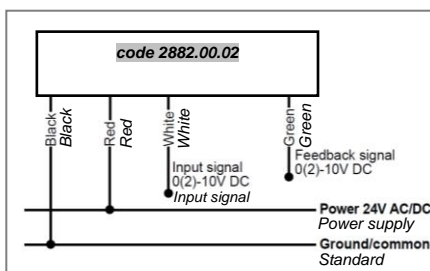 code 2882.00.02
Black
Black
Red
Red
White
White
Green
Green
Input signal
0(2)-10V DC
Input signal
Feedback signal
0(2)-10V DC
Power 24V AC/DC
Power supply
Ground/common
Standard